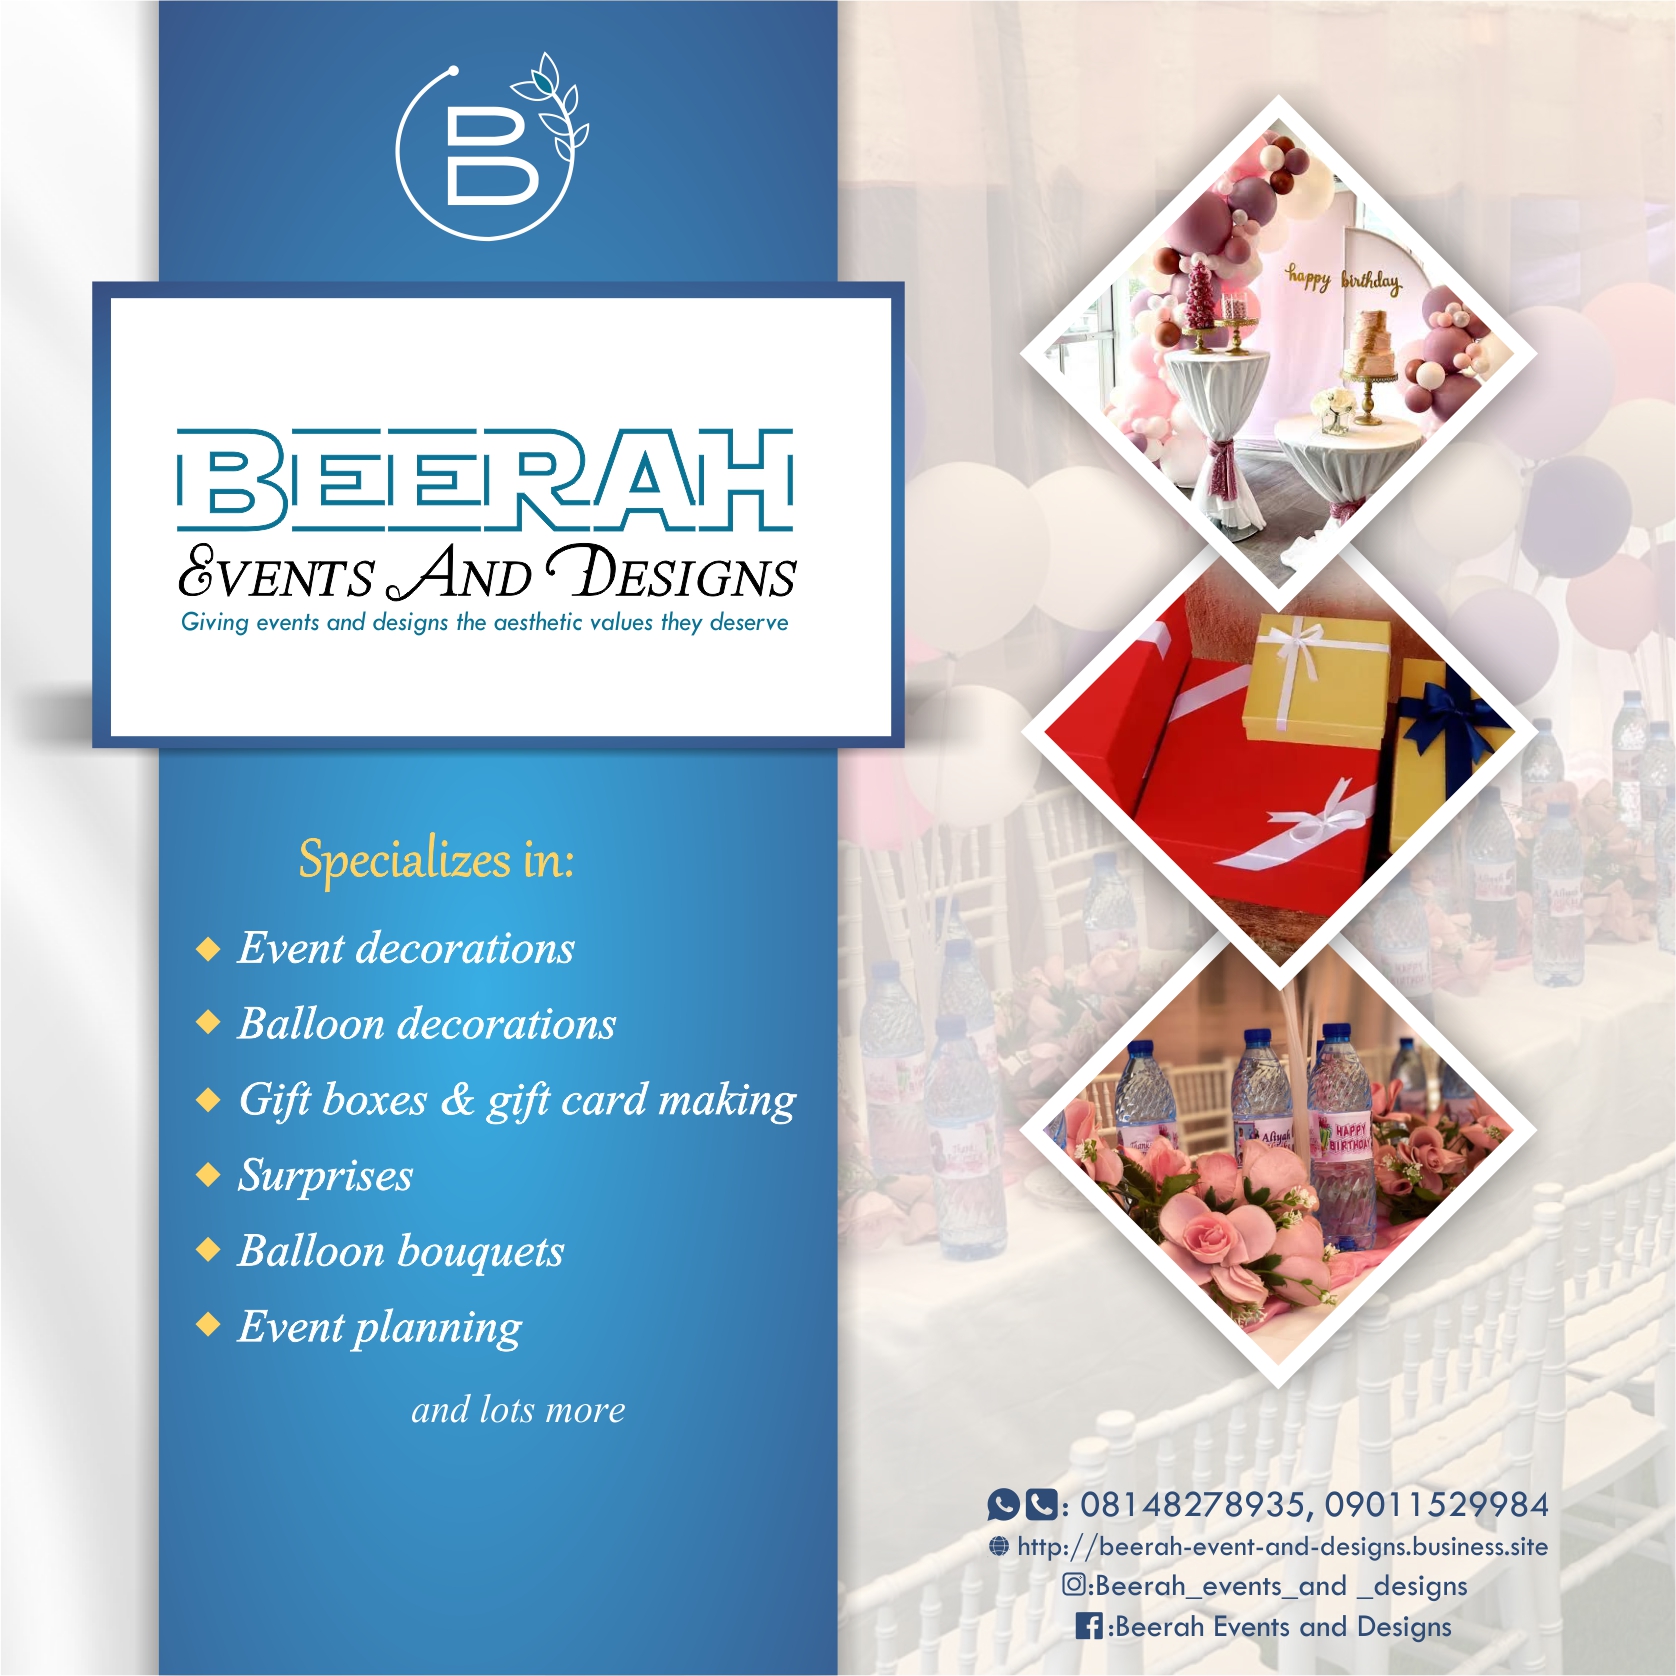 B
BEERAH
EVENTS AND DESIGNS
Giving events and designs the aesthetic values they deserve
Specializes in:
Event decorations
Balloon decorations
Gift boxes & gift card making
Surprises
Balloon bouquets
Event planning
and lots more
happy birthday
Aliyah
HAPPY
BIRTHDAY
: 08148278935, 09011529984
http://beerah-event-and-designs.business.site
:Beerah_events_and _designs
:Beerah Events and Designs